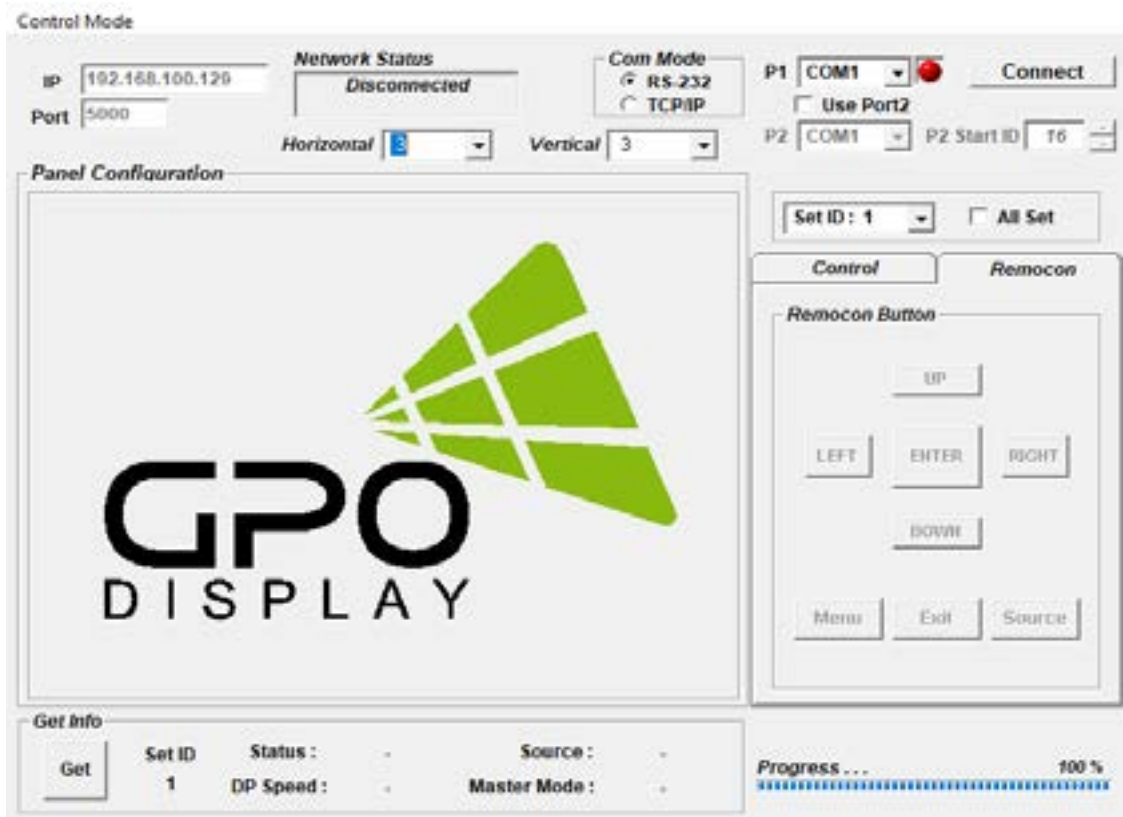 Control Mode
IP 192.168.100.129
Port 5000
Network Status
Disconnected
Com Mode
RS-232
TCP/IP
P1 COM1 Connect
Use Port2
P2 COM1 P2 Start ID 16
Horizontal 3 Vertical 3
Panel Configuration
GPO
DISPLAY
Set ID : 1 All Set
Control Remocon
Remocon Button
UP
LEFT ENTER RIGHT
DOWN
Menu Exit Source
Get Info
Get
Set ID
1
Status : - Source : -
DP Speed : - Master Mode : -
Progress . . . 100 %